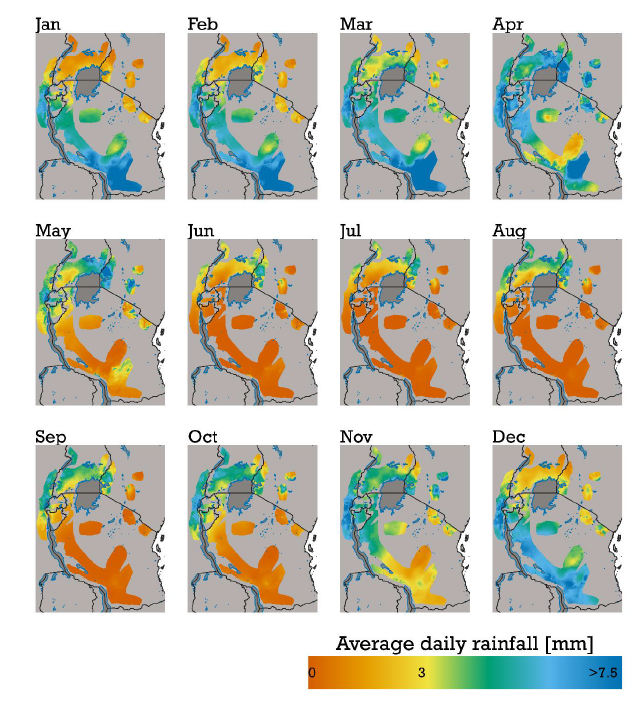 Jan Feb Mar Apr
May Jun Jul Aug
Sep Oct Nov Dec
Average daily rainfall [mm]
0 3 >7.5